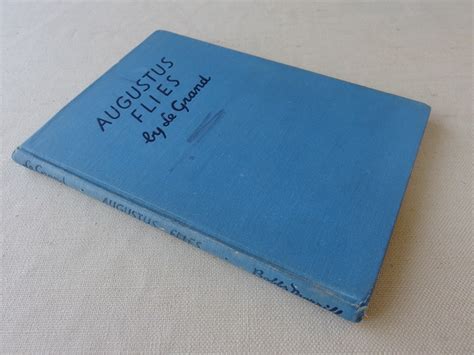 AUGUSTUS
FLIES
by Le Grand
Le Grand AUGUSTUS FLIES Bobbs Merrill